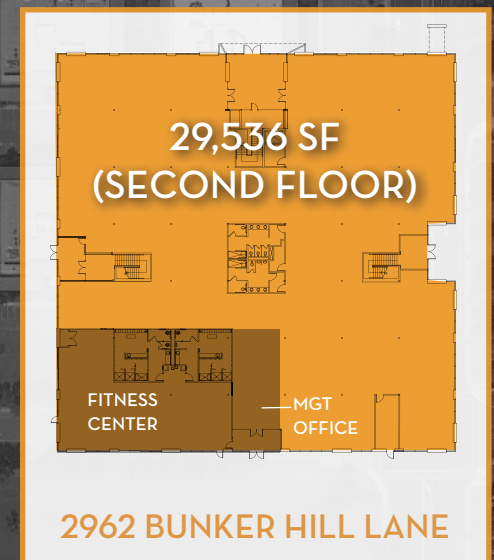 29,536 SF
(SECOND FLOOR)
FITNESS
CENTER
MGT
OFFICE
2962 BUNKER HILL LANE